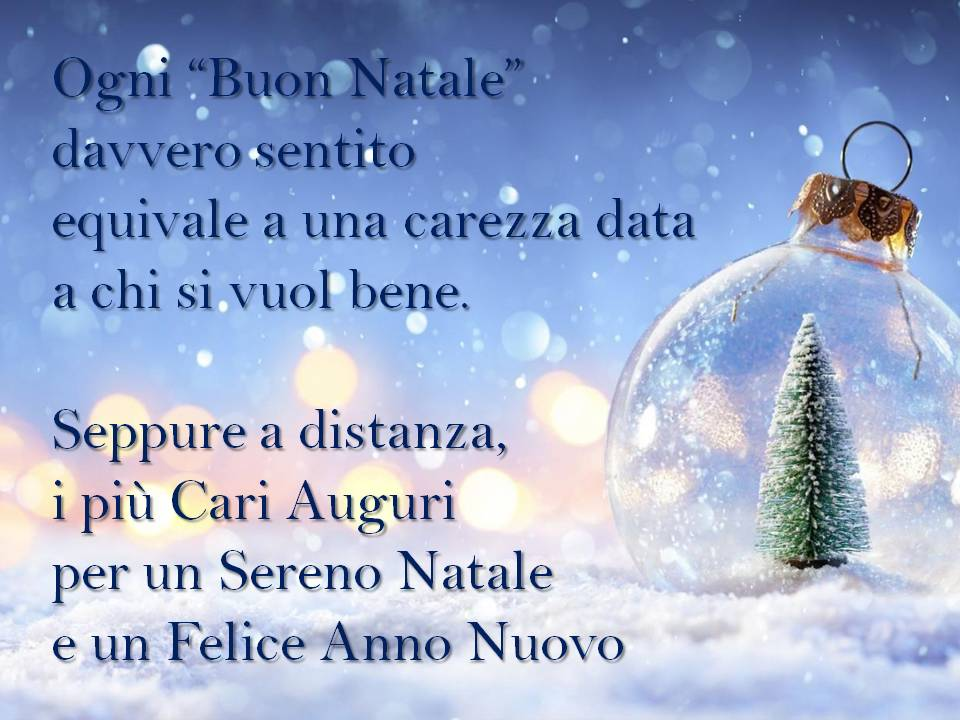 Ogni “Buon Natale”
davvero sentito
equivale a una carezza data
a chi si vuol bene.
Seppure a distanza,
i più Cari Auguri
per un Sereno Natale
e un Felice Anno Nuovo